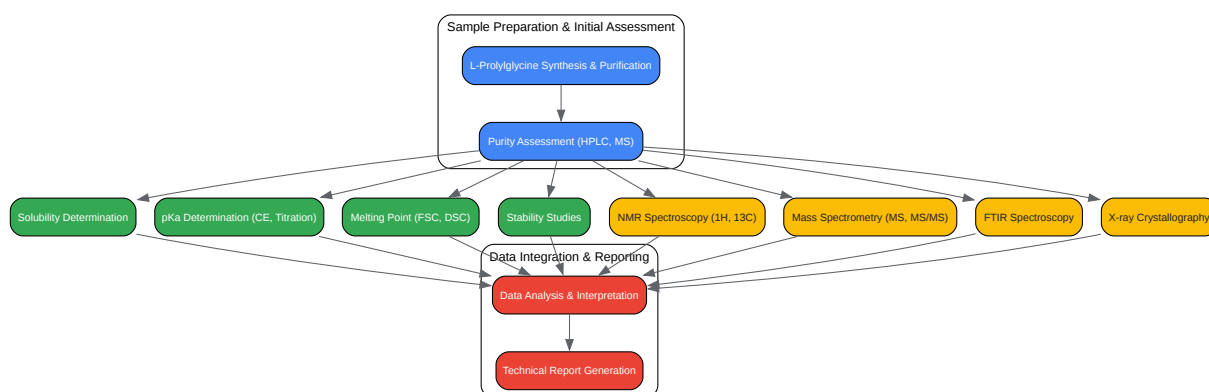 Sample Preparation & Initial Assessment
L-Prolylglycine Synthesis & Purification
Purity Assessment (HPLC, MS)
Solubility Determination
pKa Determination (CE, Titration)
Melting Point (FSC, DSC)
Stability Studies
NMR Spectroscopy (1H, 13C)
Mass Spectrometry (MS, MS/MS)
FTIR Spectroscopy
X-ray Crystallography
Data Integration & Reporting
Data Analysis & Interpretation
Technical Report Generation